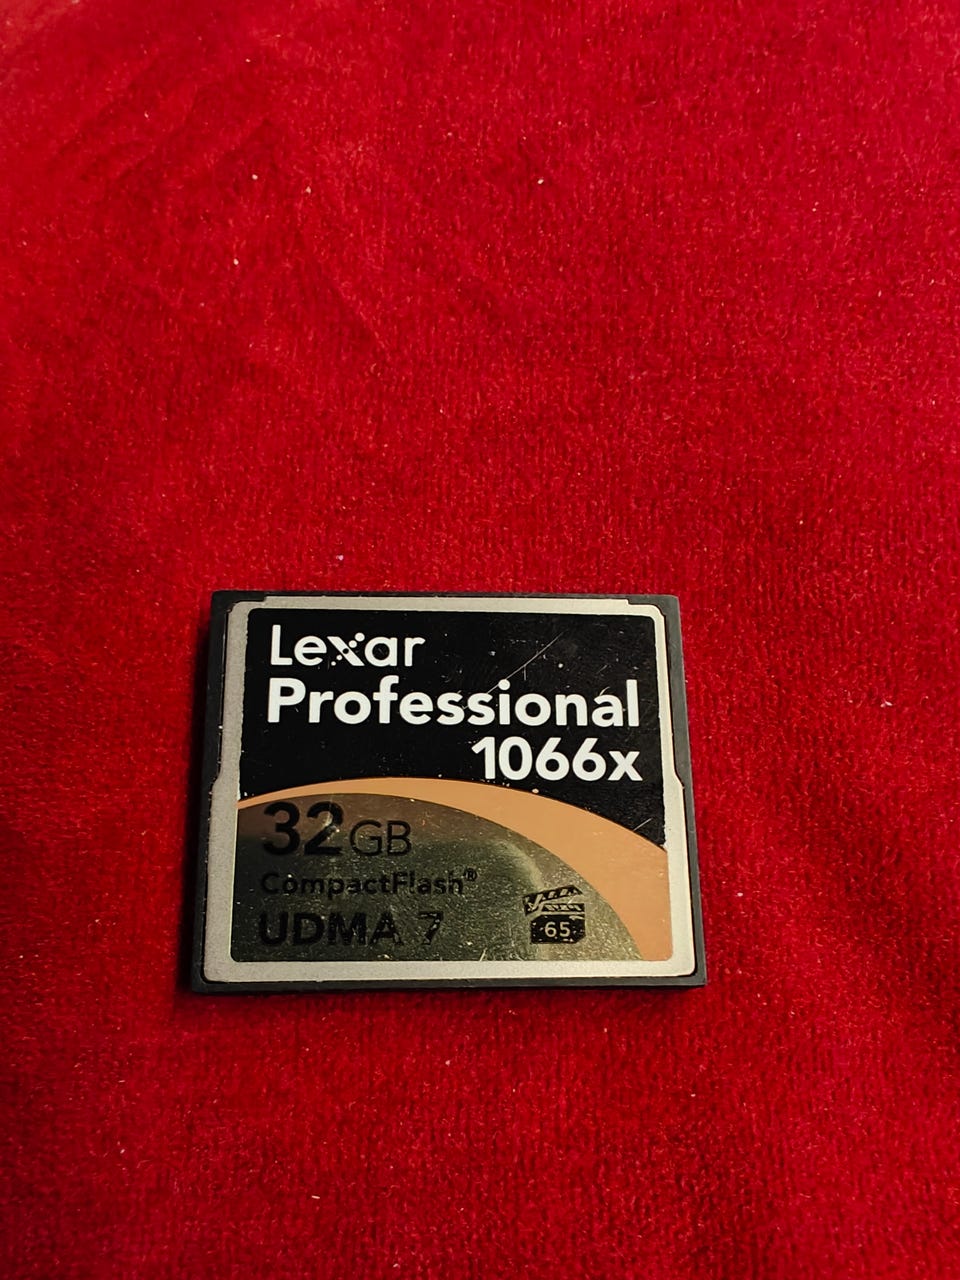 Lexar
Professional
1066x
32GB
CompactFlash®
UDMA 7
65